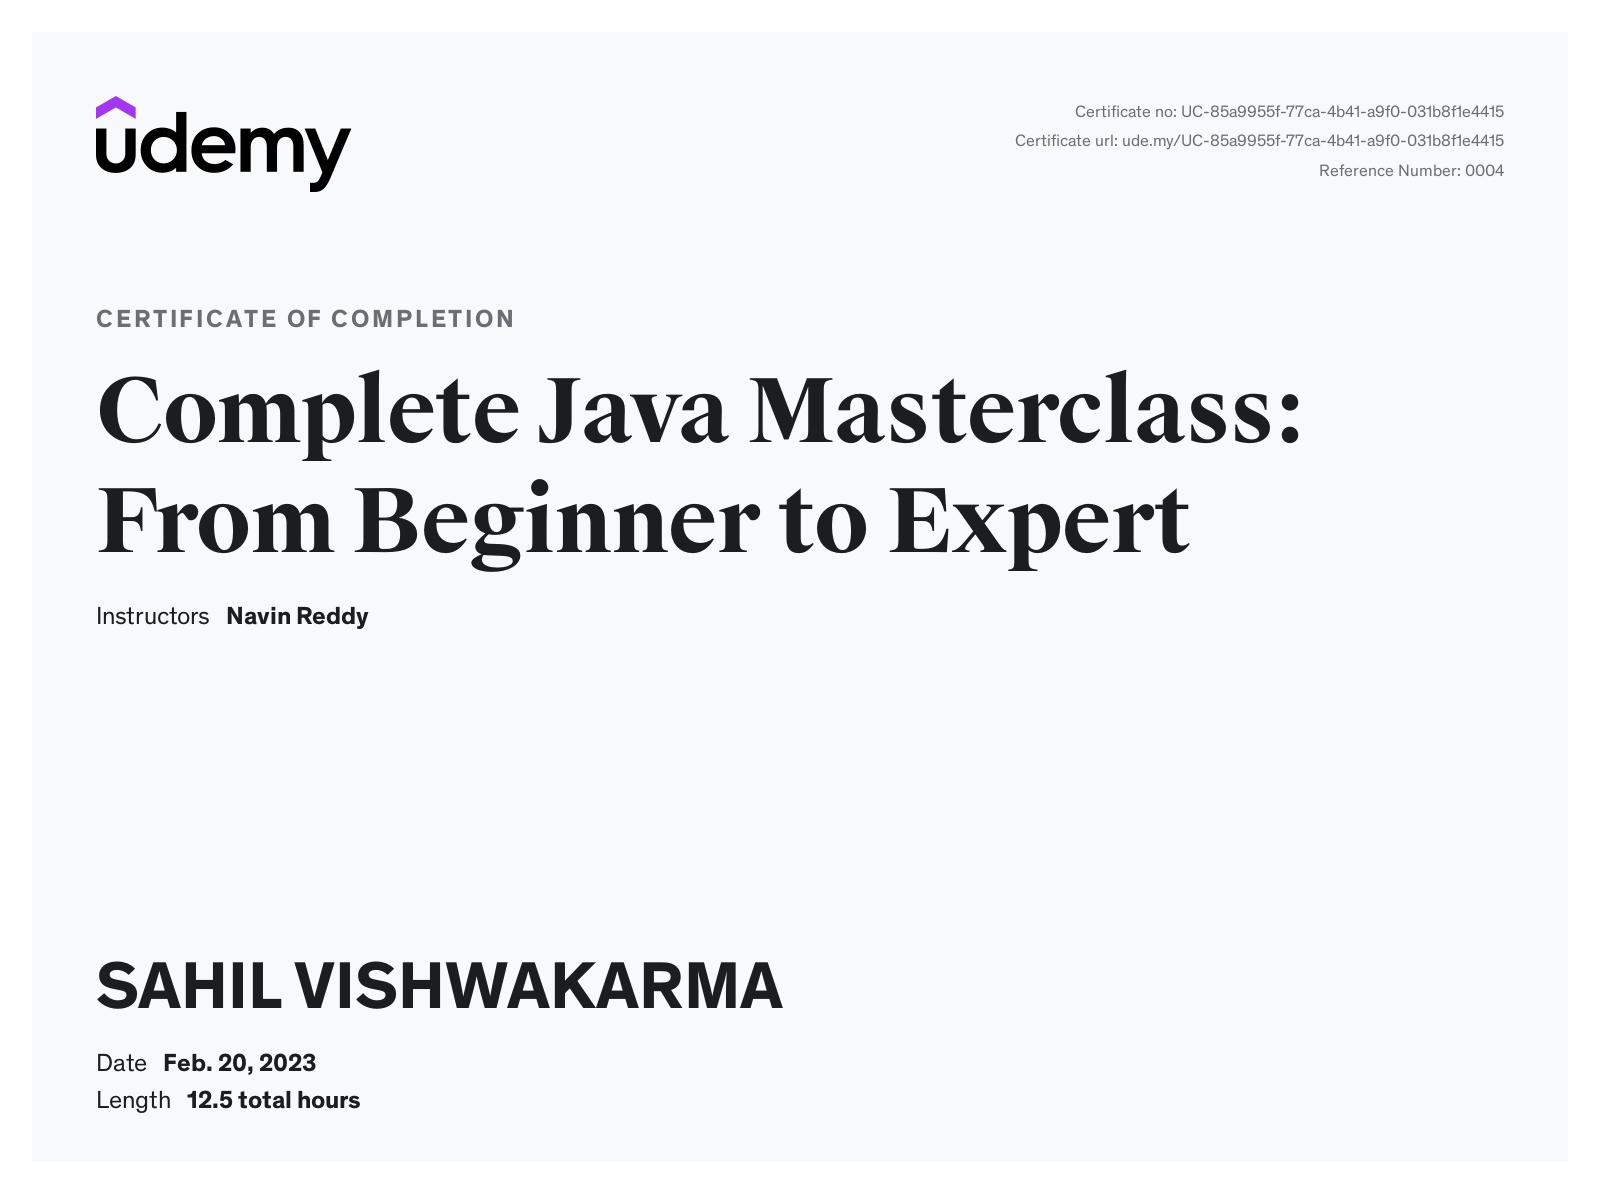 udemy
Certificate no: UC-85a9955f-77ca-4b41-a9f0-031b8f1e4415
Certificate url: ude.my/UC-85a9955f-77ca-4b41-a9f0-031b8f1e4415
Reference Number: 0004
CERTIFICATE OF COMPLETION
Complete Java Masterclass:
From Beginner to Expert
Instructors Navin Reddy
SAHIL VISHWAKARMA
Date Feb. 20, 2023
Length 12.5 total hours